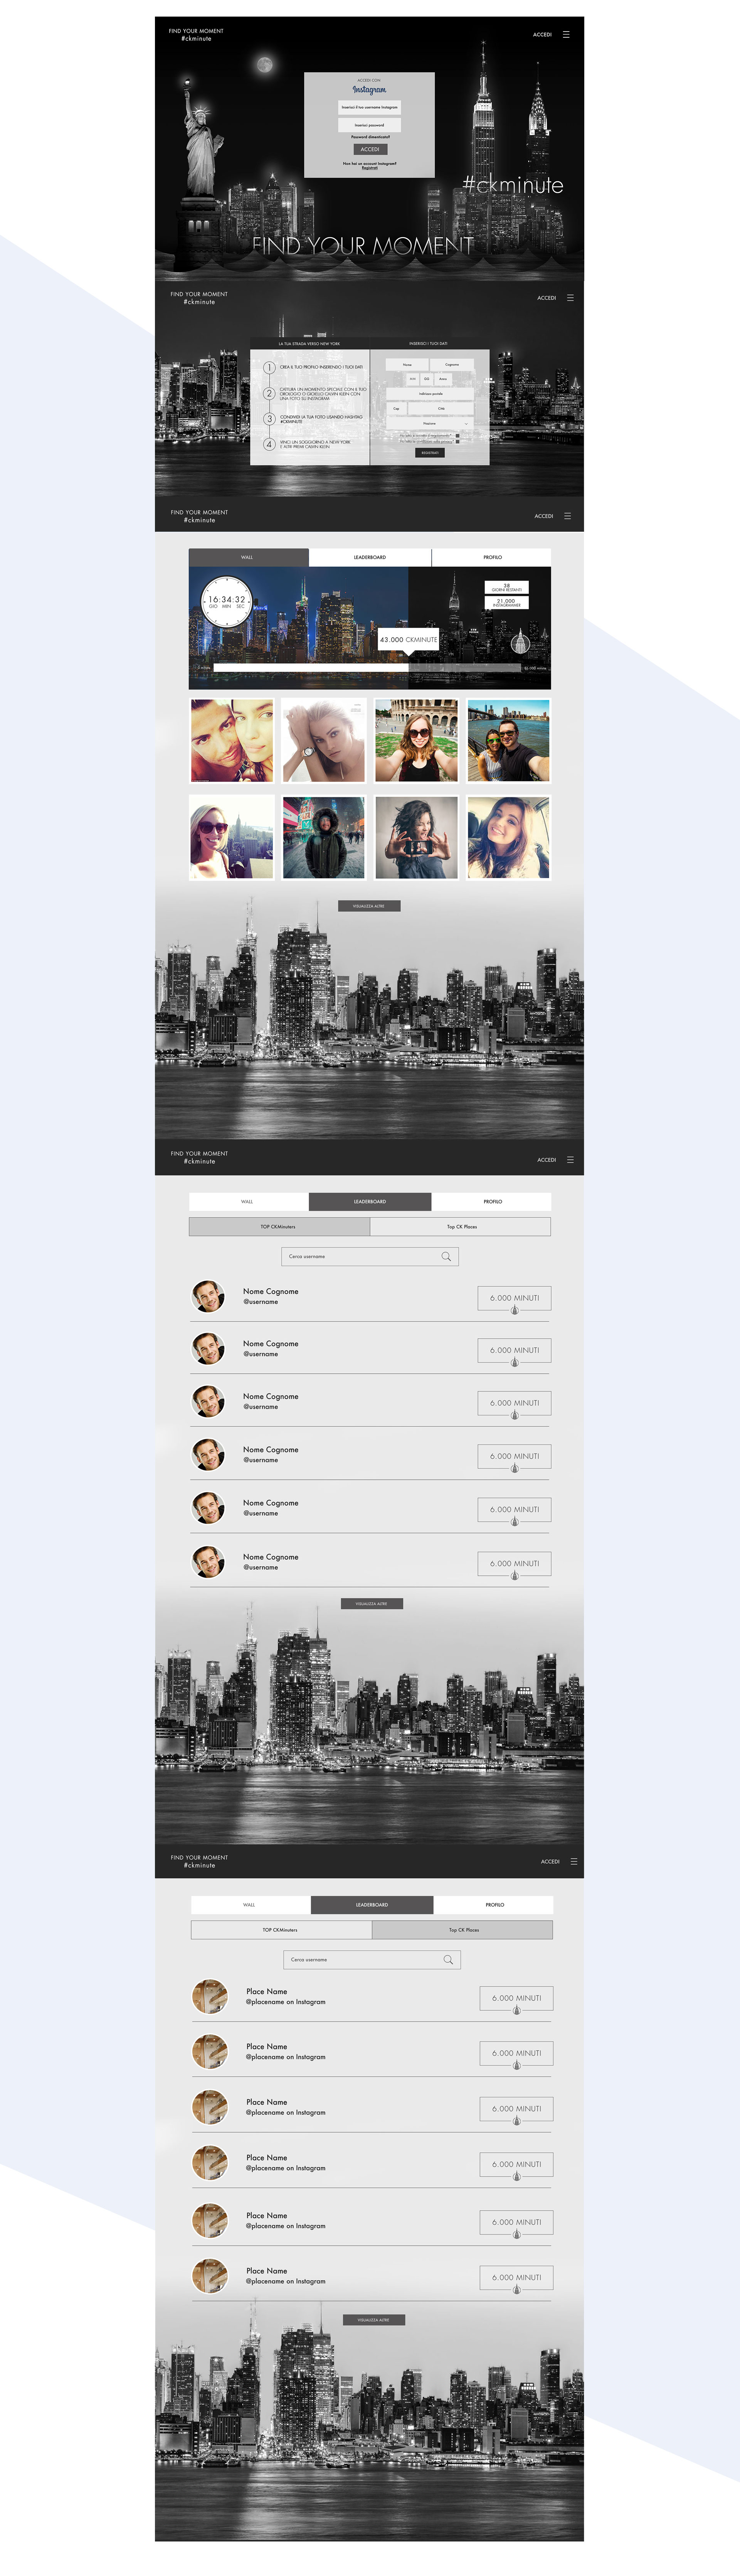 FIND YOUR MOMENT
#ckminute
ACCEDI
ACCEDI CON
Instagram
Inserisci il tuo username Instagram
Inserisci password
Password dimenticata?
ACCEDI
Non hai un account Instagram?
Registrati
#ckminute
FIND YOUR MOMENT
FIND YOUR MOMENT
#ckminute
ACCEDI
LA TUA STRADA VERSO NEW YORK
1 CREA IL TUO PROFILO INSERENDO I TUOI DATI
2 CATTURA UN MOMENTO SPECIALE CON IL TUO
OROLOGIO O GIOIELLO CALVIN KLEIN CON
UNA FOTO SU INSTAGRAM
3 CONDIVIDI LA TUA FOTO USANDO HASHTAG
#CKMINUTE
4 VINCI UN SOGGIORNO A NEW YORK
E ALTRI PREMI CALVIN KLEIN
INSERISCI I TUOI DATI
Nome
Cognome
GG
Anno
Indirizzo postale
Cap
Città
REGISTRATI
FIND YOUR MOMENT
#ckminute
ACCEDI
WALL
LEADERBOARD
PROFILO
16:34:32
GIO MIN SEC
38
GIORNI RESTANTI
21.000
INSTAGRAMMER
43.000 CKMINUTE
VISUALIZZA ALTRE
FIND YOUR MOMENT
#ckminute
ACCEDI
WALL
LEADERBOARD
PROFILO
TOP CKMinuters
Top CK Places
Cerca username
Nome Cognome
@username
6.000 MINUTI
Nome Cognome
@username
6.000 MINUTI
Nome Cognome
@username
6.000 MINUTI
Nome Cognome
@username
6.000 MINUTI
Nome Cognome
@username
6.000 MINUTI
Nome Cognome
@username
6.000 MINUTI
VISUALIZZA ALTRE
FIND YOUR MOMENT
#ckminute
ACCEDI
WALL
LEADERBOARD
PROFILO
TOP CKMinuters
Top CK Places
Cerca username
Place Name
@placename on Instagram
6.000 MINUTI
Place Name
@placename on Instagram
6.000 MINUTI
Place Name
@placename on Instagram
6.000 MINUTI
Place Name
@placename on Instagram
6.000 MINUTI
Place Name
@placename on Instagram
6.000 MINUTI
Place Name
@placename on Instagram
6.000 MINUTI
VISUALIZZA ALTRE